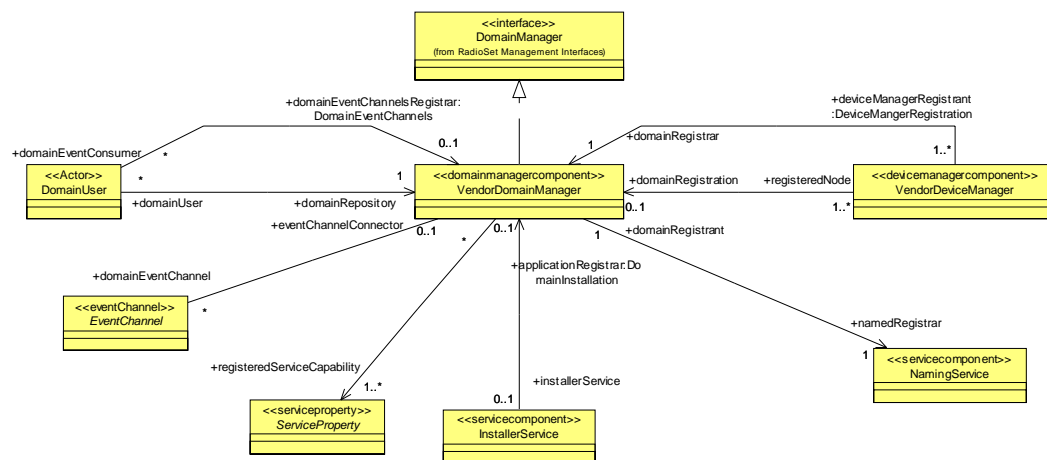 <<interface>>
DomainManager
(from RadioSet Management Interfaces)
+domainEventChannelsRegistrar:
DomainEventChannels
+deviceManagerRegistrant
:DeviceMangerRegistration
0..1
1
+domainRegistrar
1..*
+domainEventConsumer
*
<<Actor>>
DomainUser
*
1
<<domainmanagercomponent>>
VendorDomainManager
+domainRegistration
+registeredNode
<<devicemanagercomponent>>
VendorDeviceManager
+domainUser
+domainRepository
0..1
1..*
+eventChannelConnector
0..1
*
0..1
1
+domainRegistrant
+domainEventChannel
*
+applicationRegistrar:Do
mainInstallation
<<eventChannel>>
EventChannel
+namedRegistrar
1
<<servicecomponent>>
NamingService
+registeredServiceCapability
1..*
+installerService
0..1
<<serviceproperty>>
ServiceProperty
<<servicecomponent>>
InstallerService